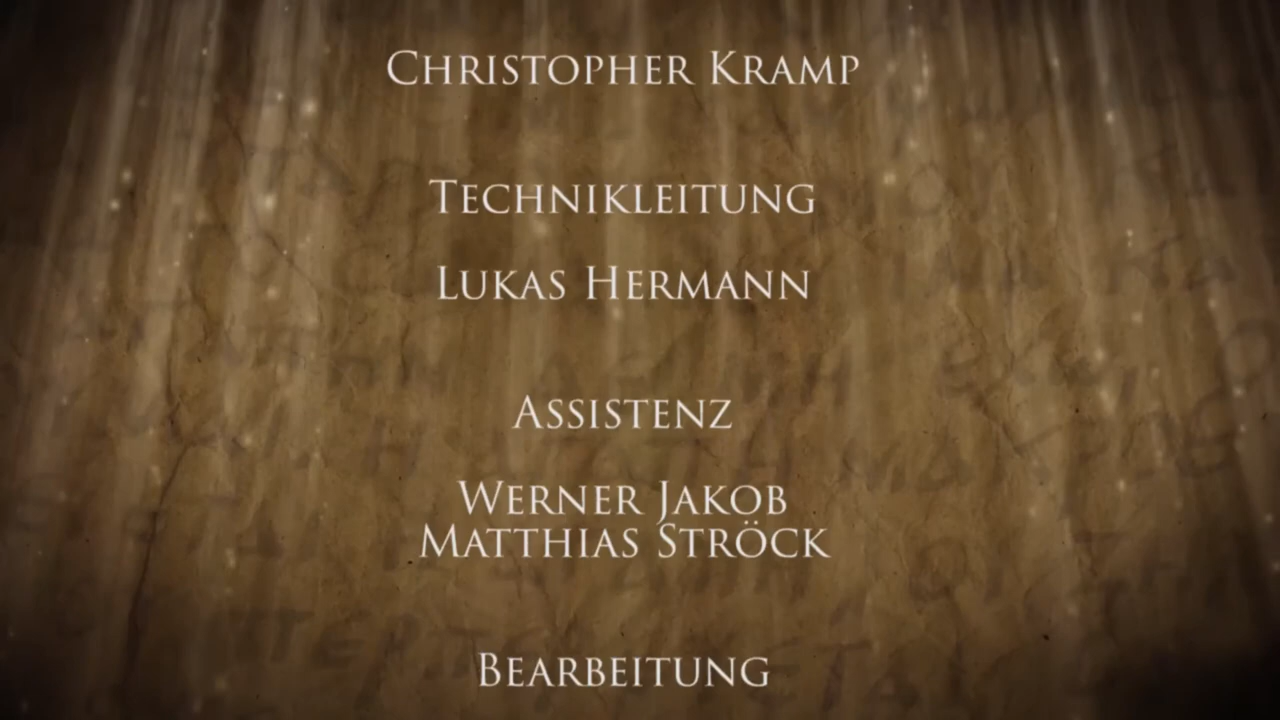 Christopher Kramp
Technikleitung
Lukas Hermann
Assistenz
Werner Jakob
Matthias Ströck
Bearbeitung